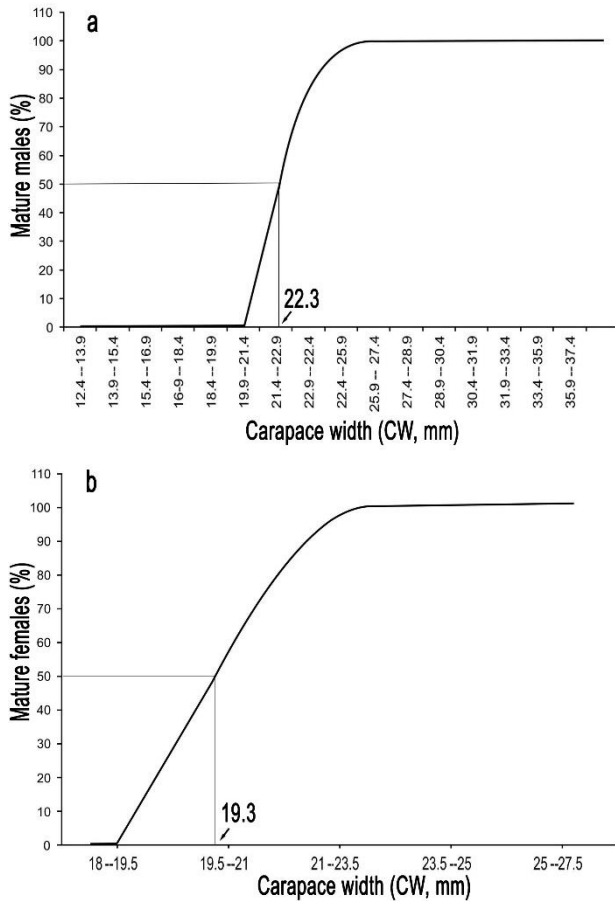 a
110
100
90
80
70
60
50
40
30
20
10
0
Mature males (%)
22.3
12.4 -- 13.9
13.9 -- 15.4
15.4 -- 16.9
16-9 -- 18.4
18.4 -- 19.9
19.9 -- 21.4
21.4 -- 22.9
22.9 -- 22.4
22.4 -- 25.9
25.9 -- 27.4
27.4 -- 28.9
28.9 -- 30.4
30.4 -- 31.9
31.9 -- 33.4
33.4 -- 35.9
35.9 -- 37.4
Carapace width (CW, mm)
b
110
100
90
80
70
60
50
40
30
20
10
0
Mature females (%)
19.3
18 --19.5
19.5 --21
21 --23.5
23.5 --25
25 --27.5
Carapace width (CW, mm)